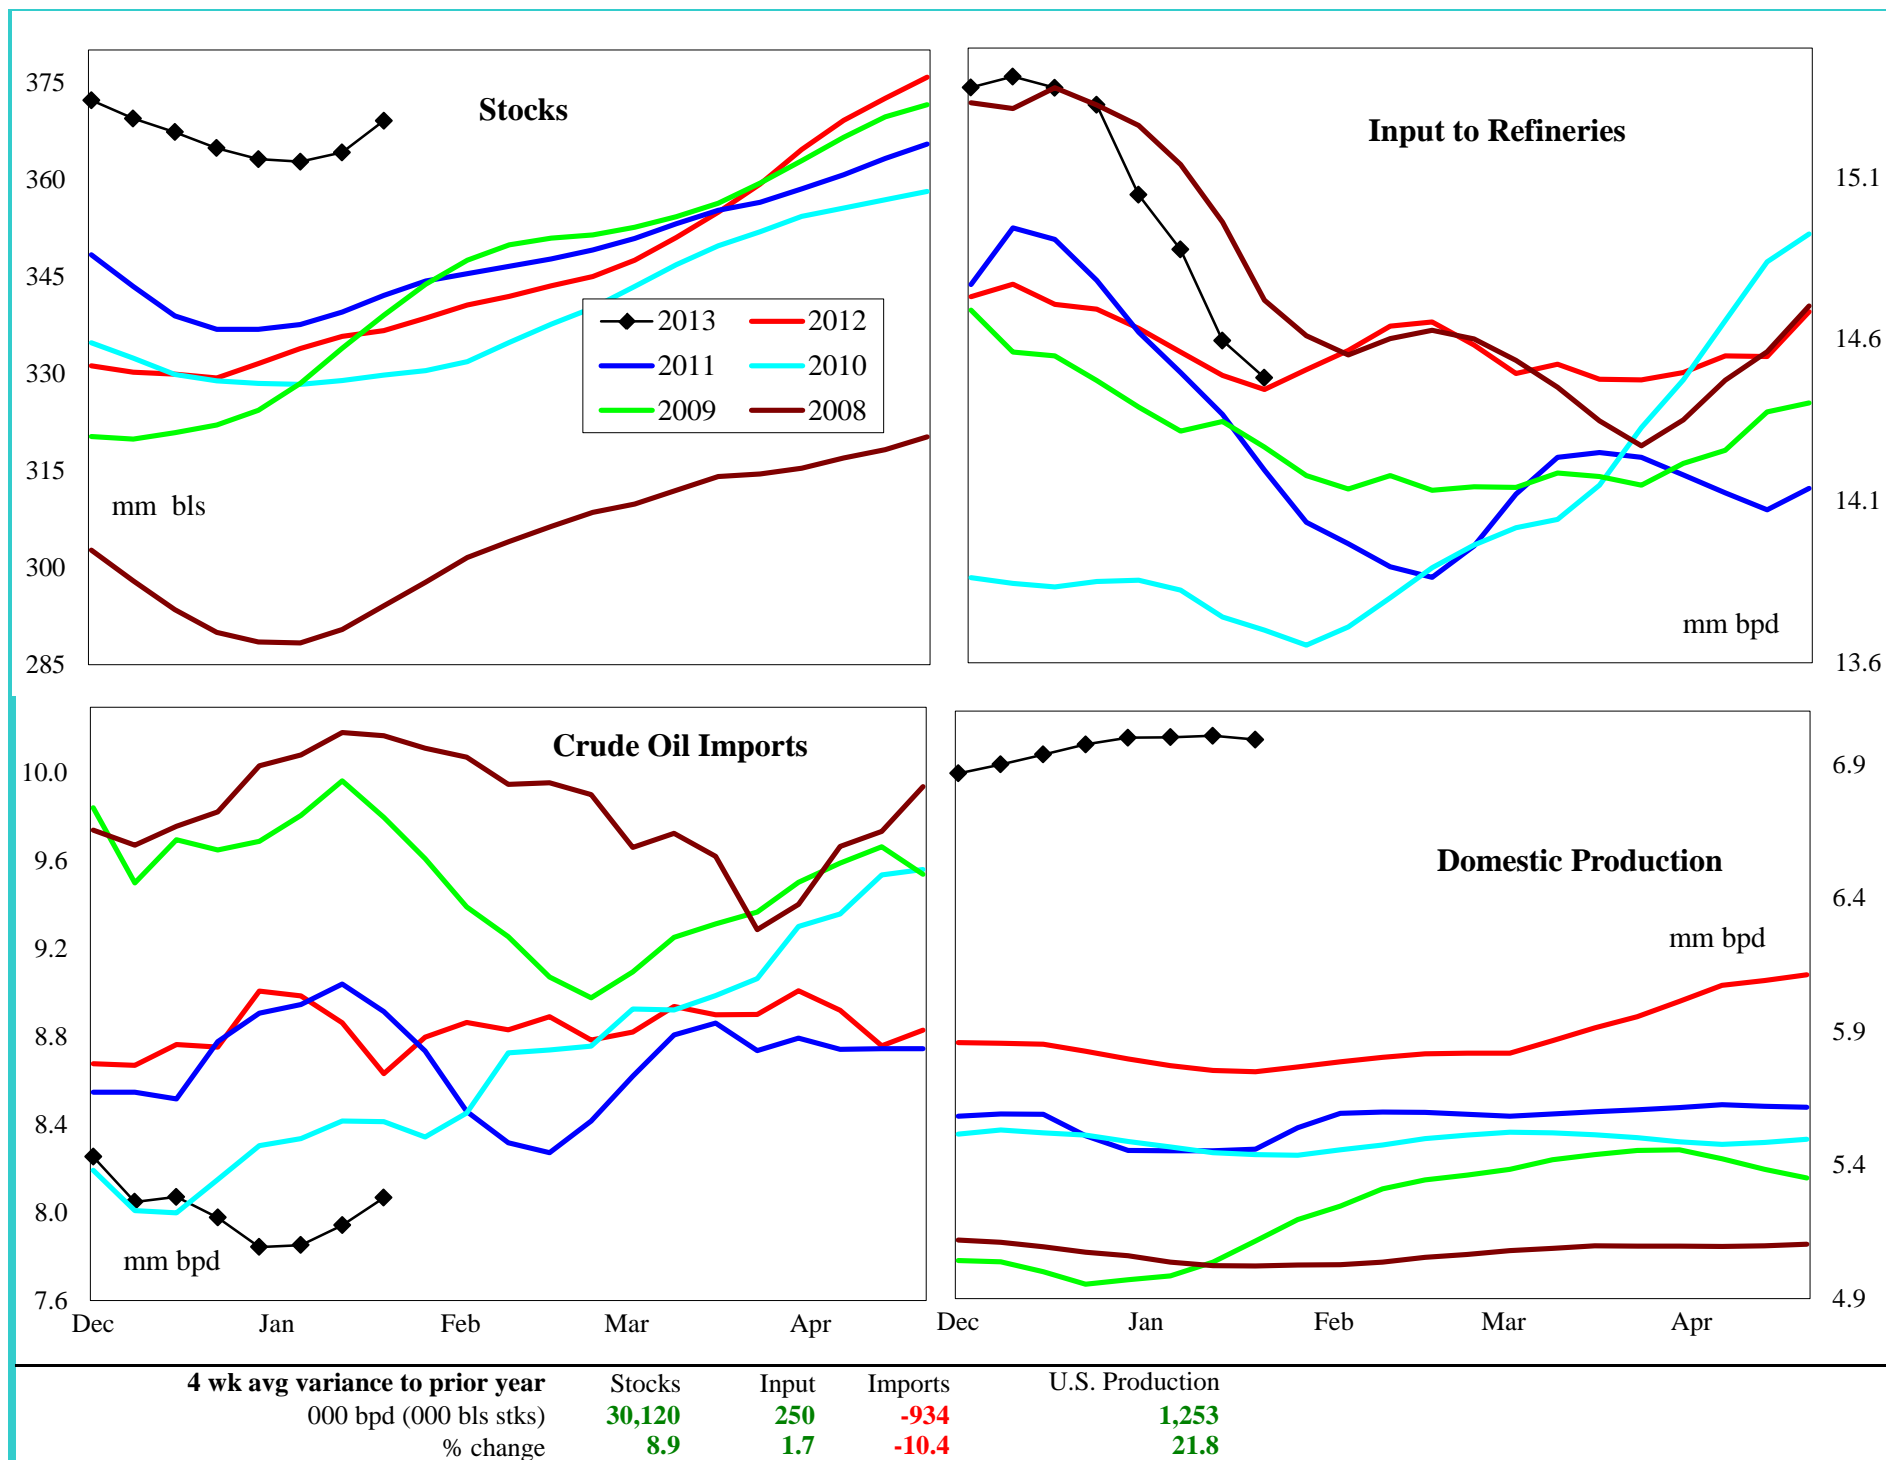 Stocks
375
360
345
330
315
300
285
mm bls
2013
2012
2011
2010
2009
2008
Input to Refineries
15.1
14.6
14.1
13.6
mm bpd
Crude Oil Imports
10.0
9.6
9.2
8.8
8.4
8.0
7.6
mm bpd
Dec Jan Feb Mar Apr
Domestic Production
6.9
6.4
5.9
5.4
4.9
mm bpd
Dec Jan Feb Mar Apr
4 wk avg variance to prior year Stocks Input Imports U.S. Production
000 bpd (000 bls stks) 30,120 250 -934 1,253
% change 8.9 1.7 -10.4 21.8